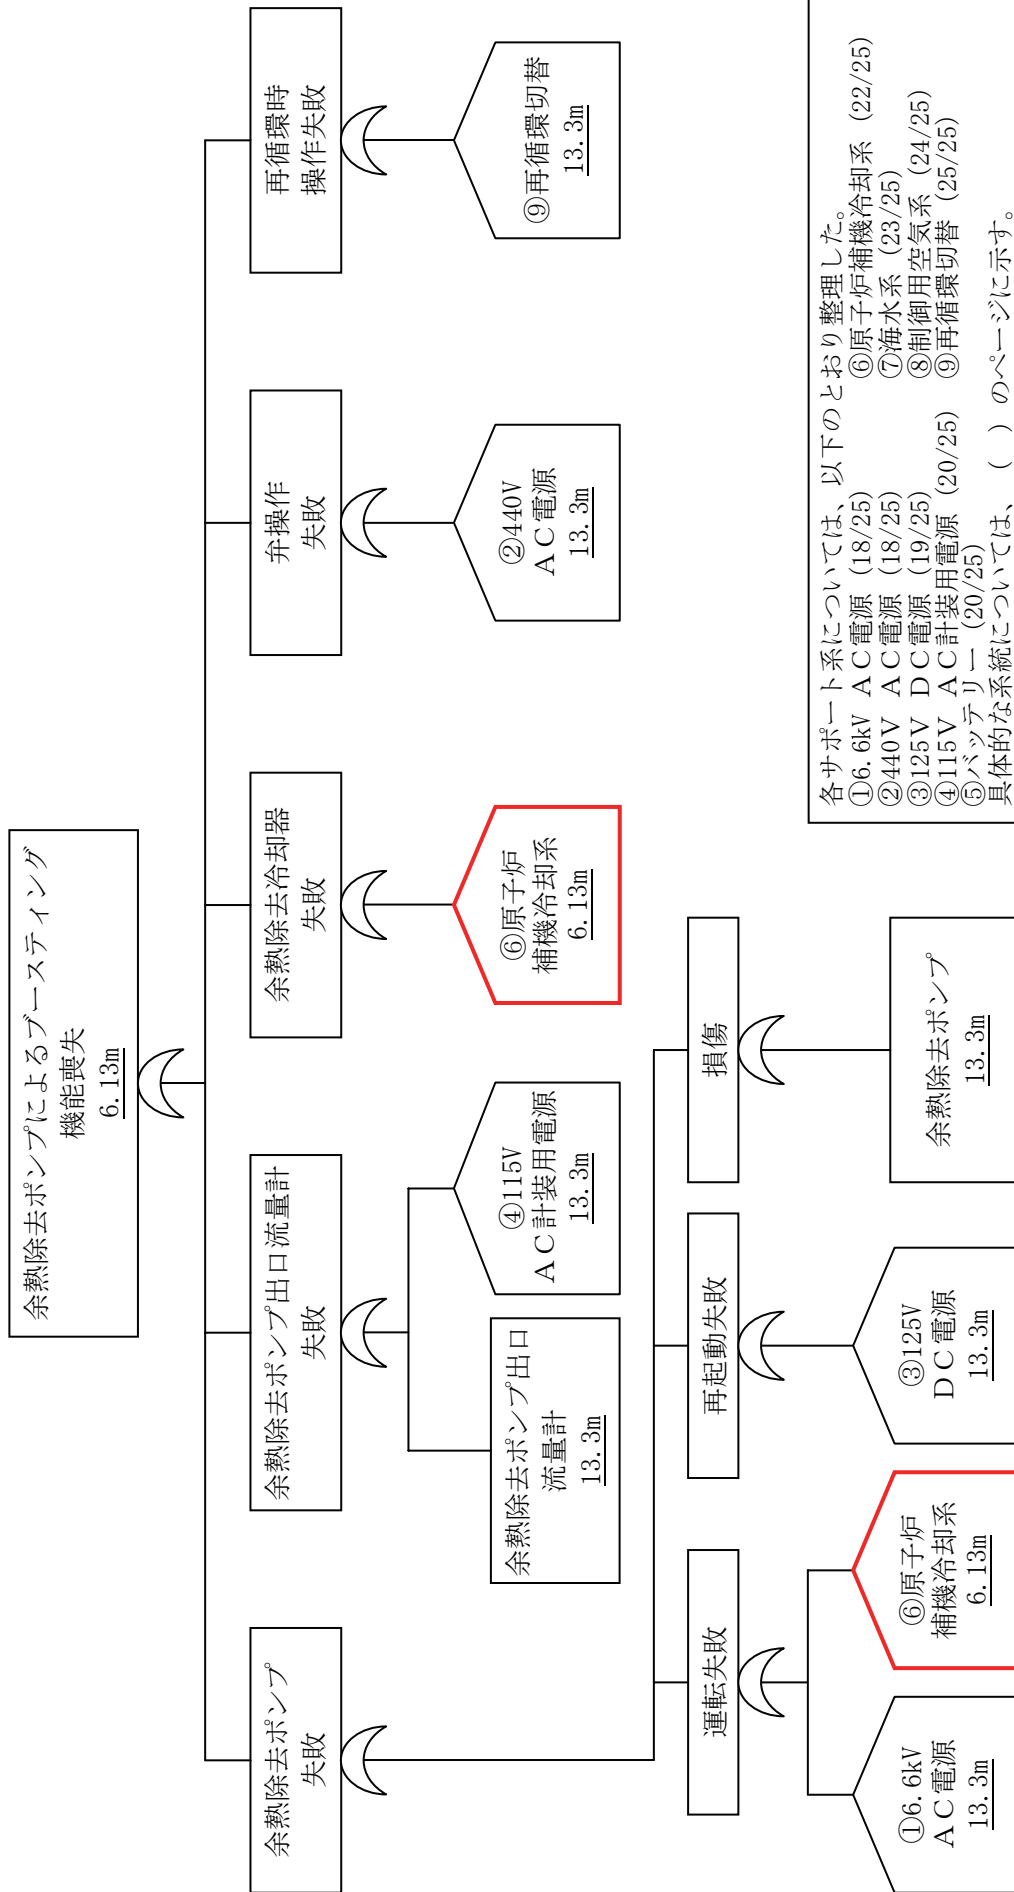 余熱除去ポンプによるブースティング
機能喪失
6.13m
余熱除去ポンプ
失敗
余熱除去ポンプ出口流量計
失敗
余熱除去冷却器
失敗
弁操作
失敗
再循環時
操作失敗
余熱除去ポンプ出口
流量計
13.3m
④115V
AC計装用電源
13.3m
⑥原子炉
補機冷却系
6.13m
②440V
AC電源
13.3m
⑨再循環切替
13.3m
運転失敗
再起動失敗
損傷
①6.6kV
AC電源
13.3m
⑥原子炉
補機冷却系
6.13m
③125V
DC電源
13.3m
余熱除去ポンプ
13.3m
各サポート系については、以下のとおり整理した。
①6.6kV AC電源 (18/25) ⑥原子炉補機冷却系 (22/25)
②440V AC電源 (18/25) ⑦海水系 (23/25)
③125V DC電源 (19/25) ⑧制御用空気系 (24/25)
④115V AC計装用電源 (20/25) ⑨再循環切替 (25/25)
⑤バッテリー (20/25)
具体的な系統については、( )のページに示す。